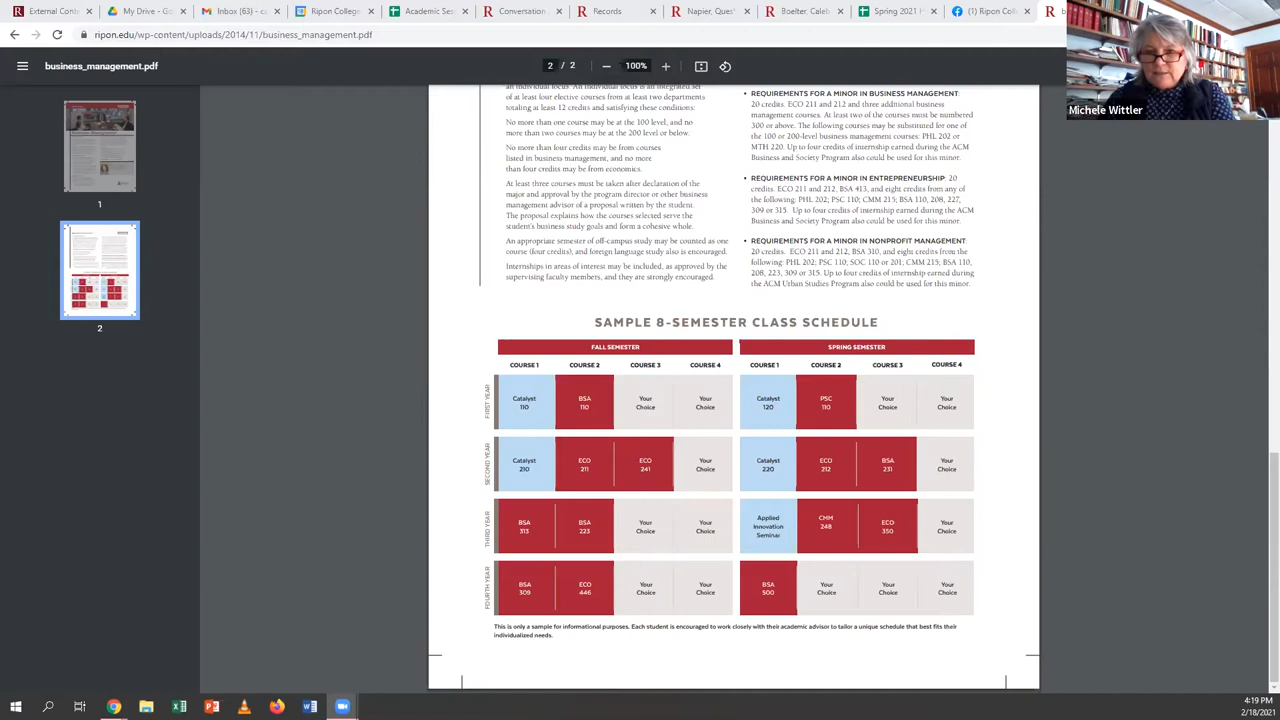 External Cont
My Drive - Go
Inbox (63) - c
Ripon College
Academic Ses
Conversation
Records
Napier, Ques
Boelter, Caleb
Spring 2021 H
(1) Ripon Coll
b
ripon.edu/wp-content/uploads/2014/11/business_management.pdf
business_management.pdf
2 / 2
100%
Michele Wittler
1
2
an individual focus. An individual focus is an integrated set
of at least four elective courses from at least two departments
totaling at least 12 credits and satisfying these conditions:
No more than one course may be at the 100 level, and no
more than two courses may be at the 200 level or below.
No more than four credits may be from courses
listed in business management, and no more
than four credits may be from economics.
At least three courses must be taken after declaration of the
major and approval by the program director or other business
management advisor of a proposal written by the student.
The proposal explains how the courses selected serve the
student's business study goals and form a cohesive whole.
An appropriate semester of off-campus study may be counted as one
course (four credits), and foreign language study also is encouraged.
Internships in areas of interest may be included, as approved by the
supervising faculty members, and they are strongly encouraged.
• REQUIREMENTS FOR A MINOR IN BUSINESS MANAGEMENT:
20 credits. ECO 211 and 212 and three additional business
management courses. At least two of the courses must be numbered
300 or above. The following courses may be substituted for one of
the 100 or 200-level business management courses: PHL 202 or
MTH 220. Up to four credits of internship earned during the ACM
Business and Society Program also could be used for this minor.
• REQUIREMENTS FOR A MINOR IN ENTREPRENEURSHIP: 20
credits. ECO 211 and 212, BSA 413, and eight credits from any of
the following: PHL 202; PSC 110; CMM 215; BSA 110, 208, 227,
309 or 315. Up to four credits of internship earned during the ACM
Business and Society Program also could be used for this minor.
• REQUIREMENTS FOR A MINOR IN NONPROFIT MANAGEMENT:
20 credits. ECO 211 and 212, BSA 310, and eight credits from the
following: PHL 202; PSC 110; SOC 110 or 201; CMM 215; BSA 110,
208, 223, 309 or 315. Up to four credits of internship earned during
the ACM Urban Studies Program also could be used for this minor.
SAMPLE 8-SEMESTER CLASS SCHEDULE
FALL SEMESTER
SPRING SEMESTER
COURSE 1 COURSE 2 COURSE 3 COURSE 4
COURSE 1 COURSE 2 COURSE 3 COURSE 4
FIRST YEAR
Catalyst 110
BSA 110
Your Choice
Your Choice
Catalyst 120
PSC 110
Your Choice
Your Choice
SECOND YEAR
Catalyst 210
ECO 211
ECO 241
Your Choice
Catalyst 220
ECO 212
BSA 231
Your Choice
THIRD YEAR
BSA 313
BSA 223
Your Choice
Your Choice
Applied Innovation Seminar
CMM 248
ECO 350
Your Choice
FOURTH YEAR
BSA 309
ECO 446
Your Choice
Your Choice
BSA 500
Your Choice
Your Choice
Your Choice
This is only a sample for informational purposes. Each student is encouraged to work closely with their academic advisor to tailor a unique schedule that best fits their
individualized needs.
4:19 PM
2/18/2021